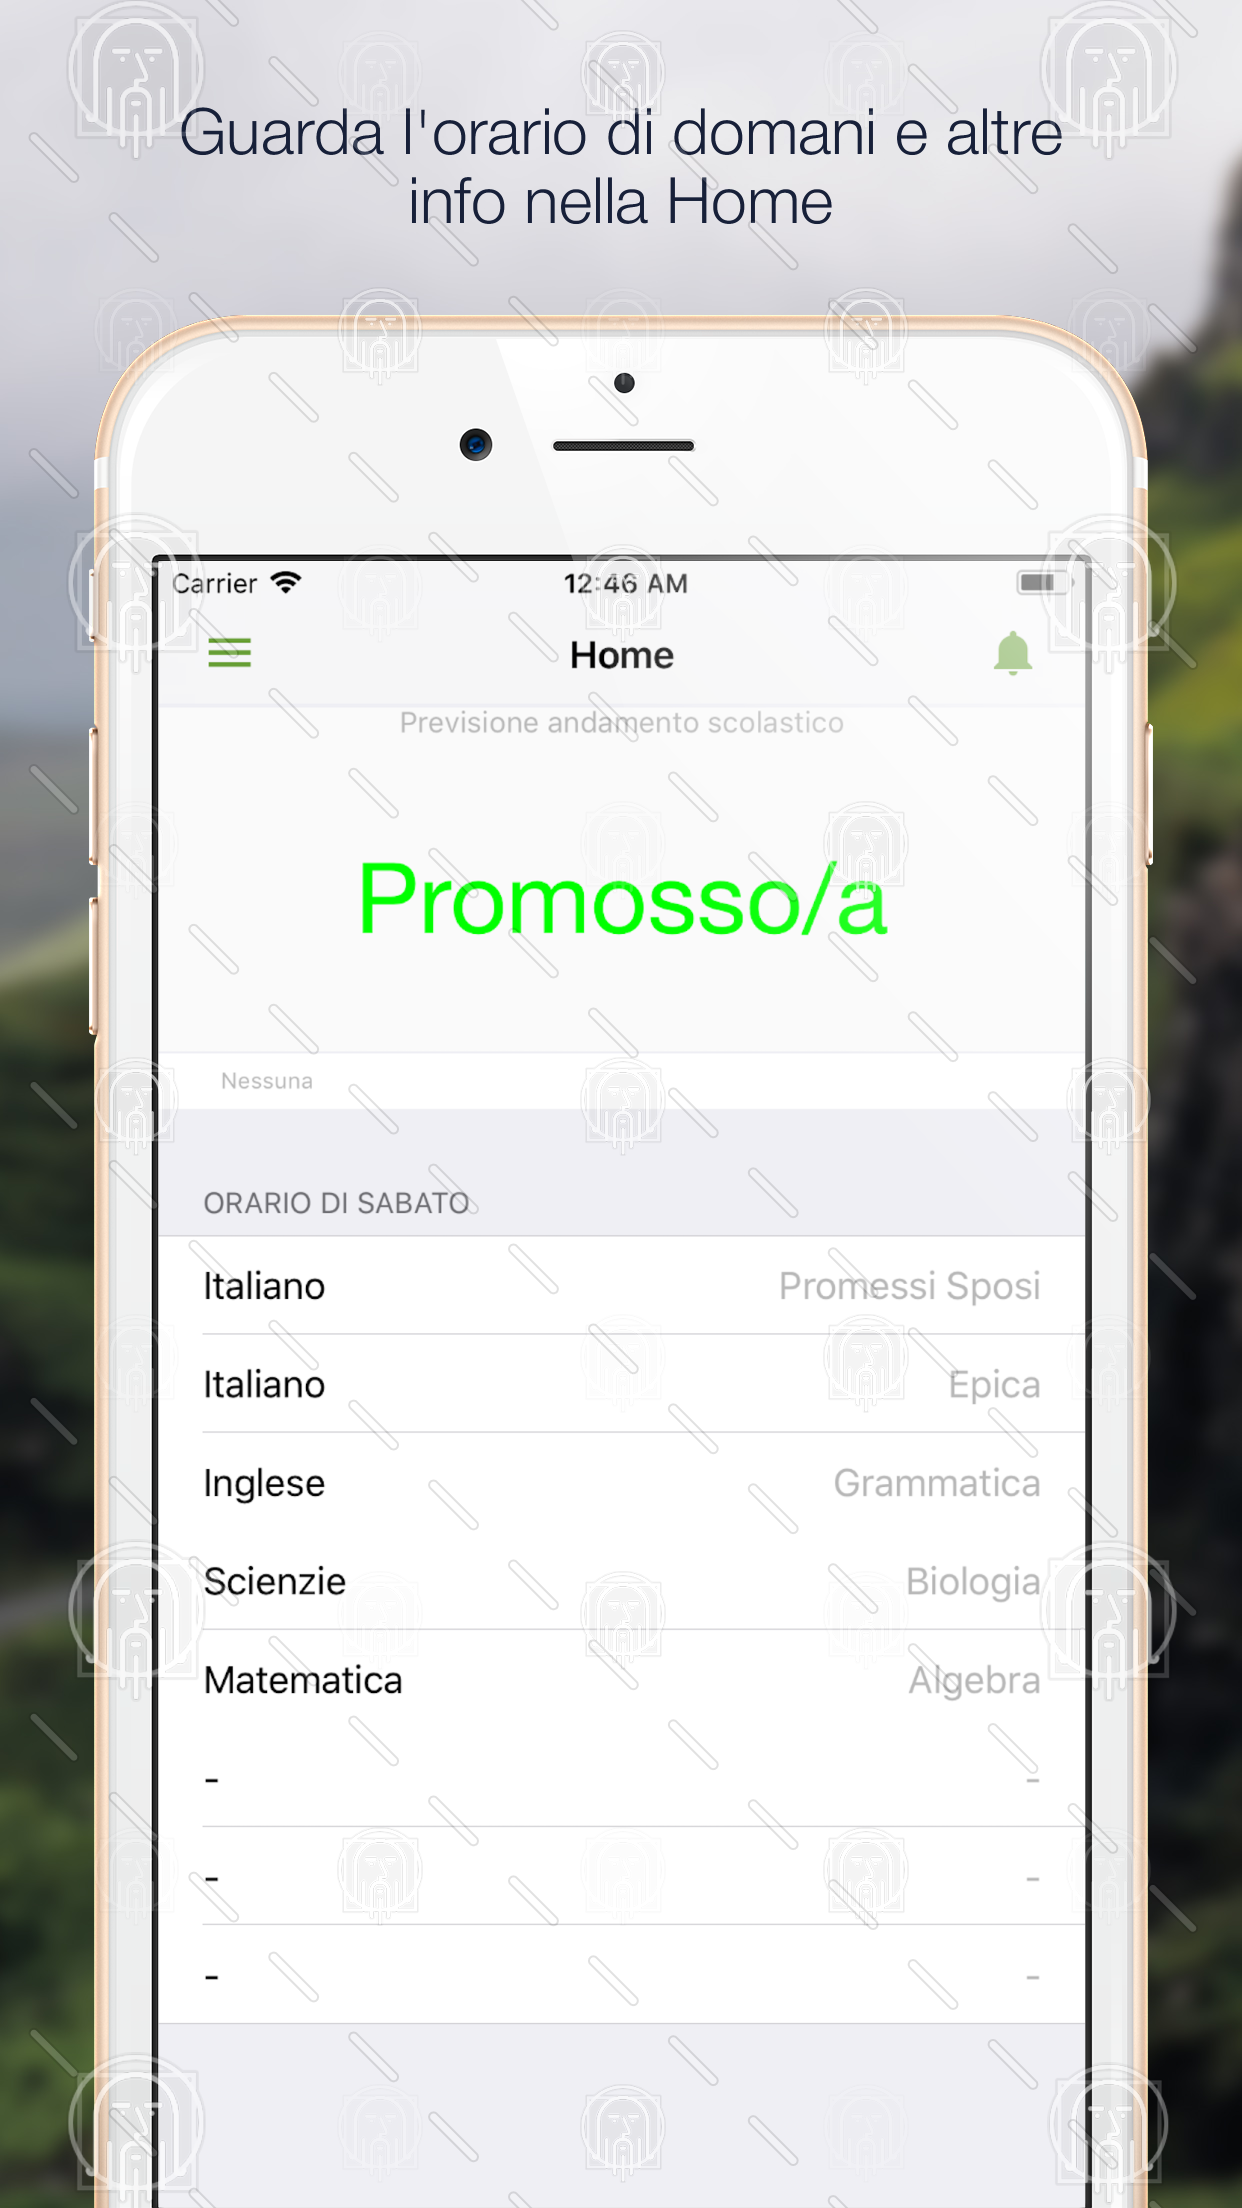 Guarda l'orario di domani e altre
info nella Home
Carrier 12:46 AM
Home
Previsione andamento scolastico
Promosso/a
Nessuna
ORARIO DI SABATO
Italiano Promessi Sposi
Italiano Epica
Inglese Grammatica
Scienzie Biologia
Matematica Algebra
- -
- -
- -